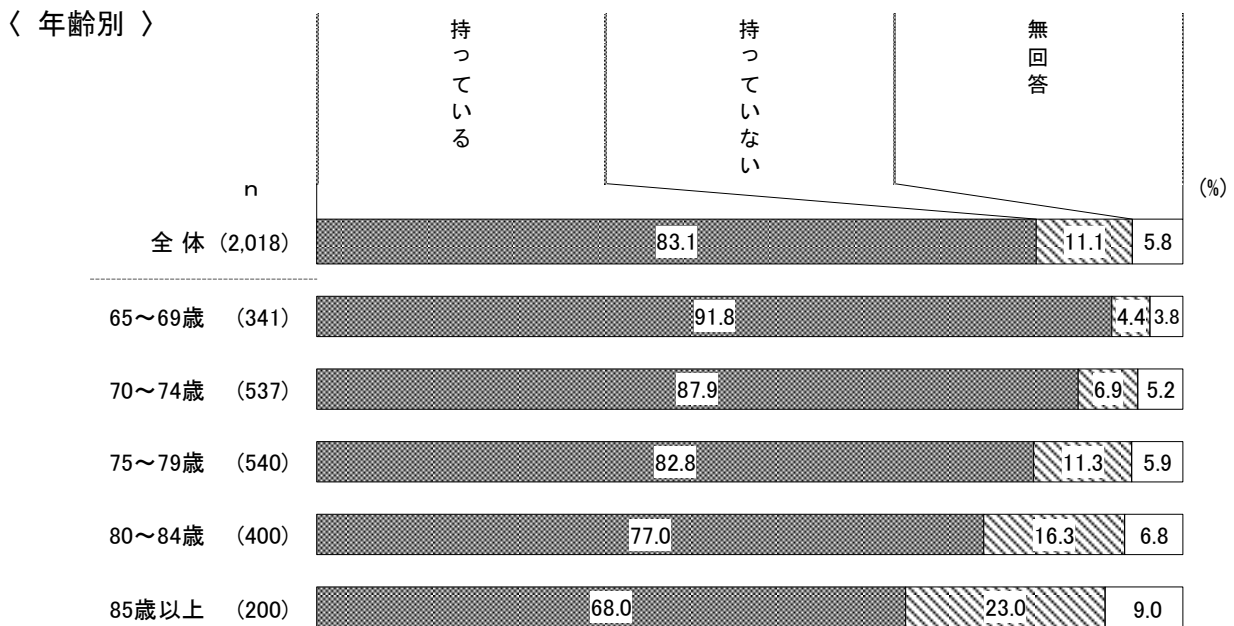 〈 年齢別 〉
持っている
持っていない
無回答
n
(%)
全 体 (2,018) 83.1 11.1 5.8
65～69歳 (341) 91.8 4.4 3.8
70～74歳 (537) 87.9 6.9 5.2
75～79歳 (540) 82.8 11.3 5.9
80～84歳 (400) 77.0 16.3 6.8
85歳以上 (200) 68.0 23.0 9.0